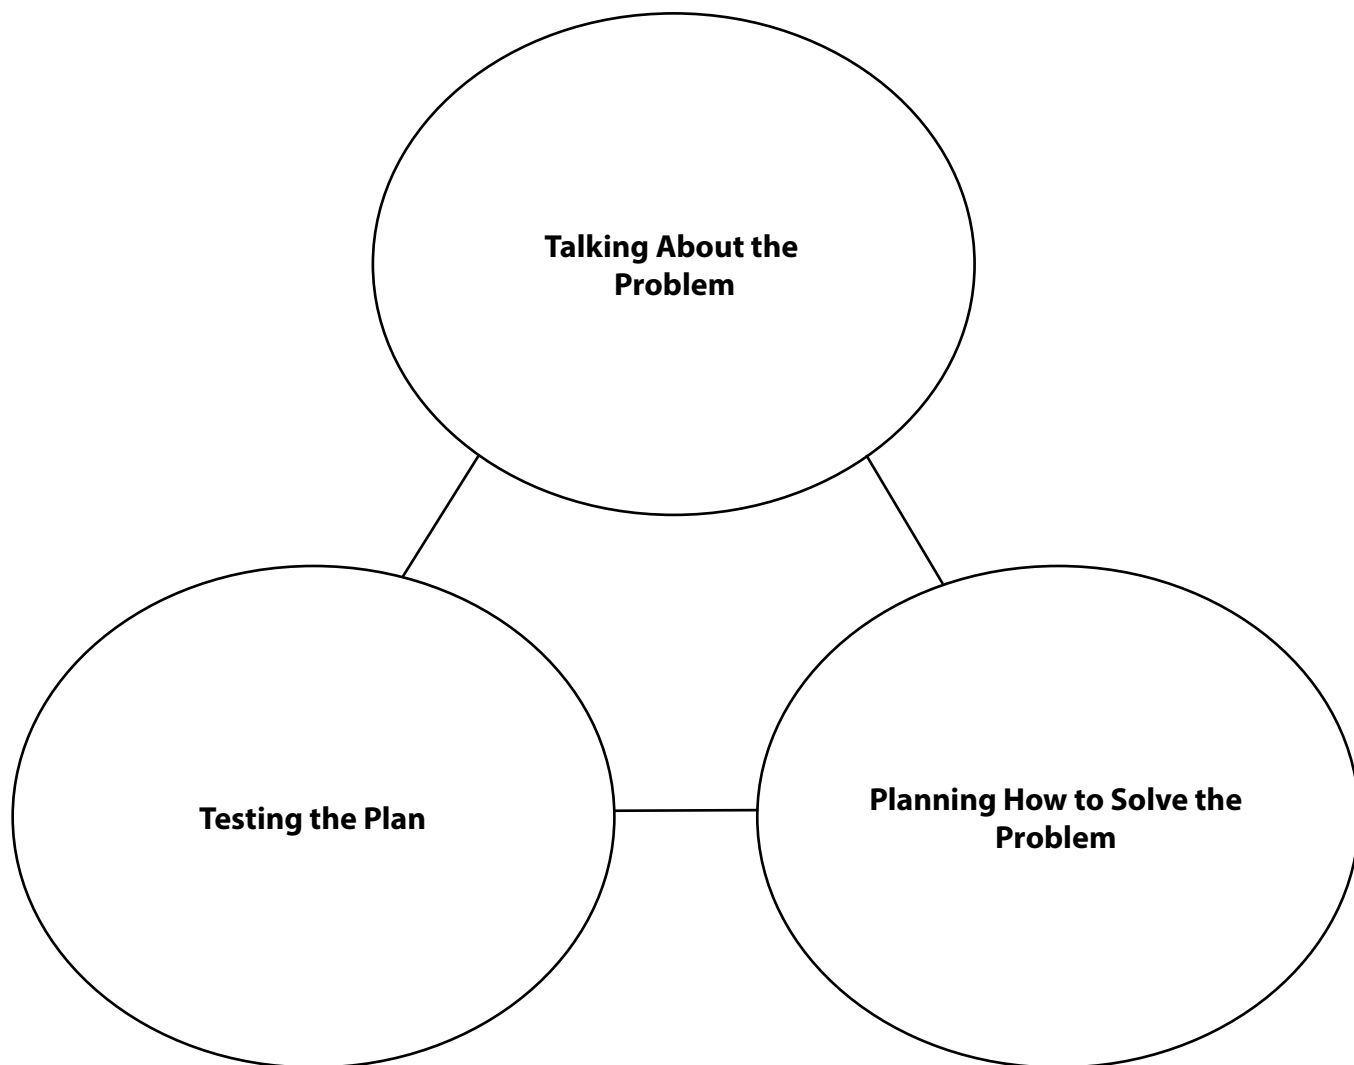 Talking About the
Problem
Testing the Plan
Planning How to Solve the
Problem